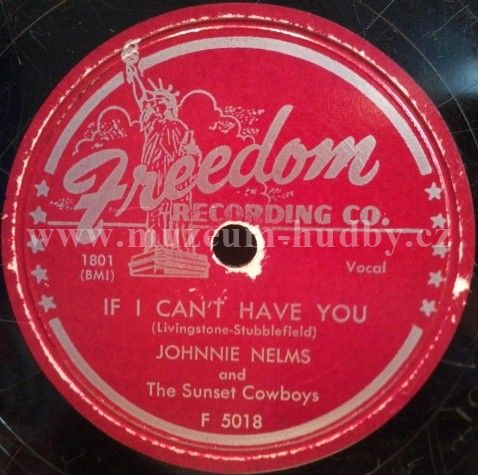 Freedom
RECORDING CO.
www.muzeum-hudby.cz
1801
(BMI)
Vocal
IF I CAN'T HAVE YOU
(Livingstone-Stubblefield)
JOHNNIE NELMS
and
The Sunset Cowboys
F 5018